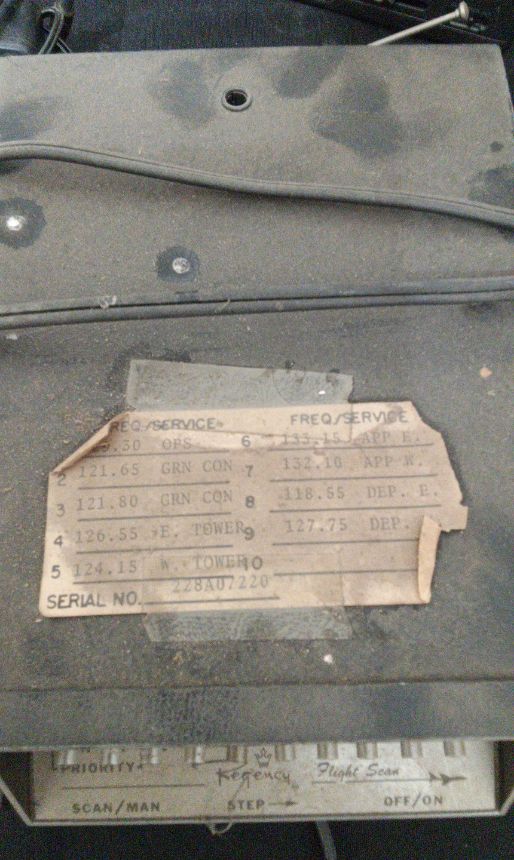 FREQ./SERVICE FREQ./SERVICE
.30 OPS 6 133.15 APP E.
2 121.65 GRN CON 7 132.10 APP W.
3 121.80 GRN CON 8 118.55 DEP. E.
4 126.55 E. TOWER 9 127.75 DEP.
5 124.15 W. TOWER 10
SERIAL NO. 228A07220
PRIORITY Regency Flight Scan
SCAN/MAN STEP OFF/ON